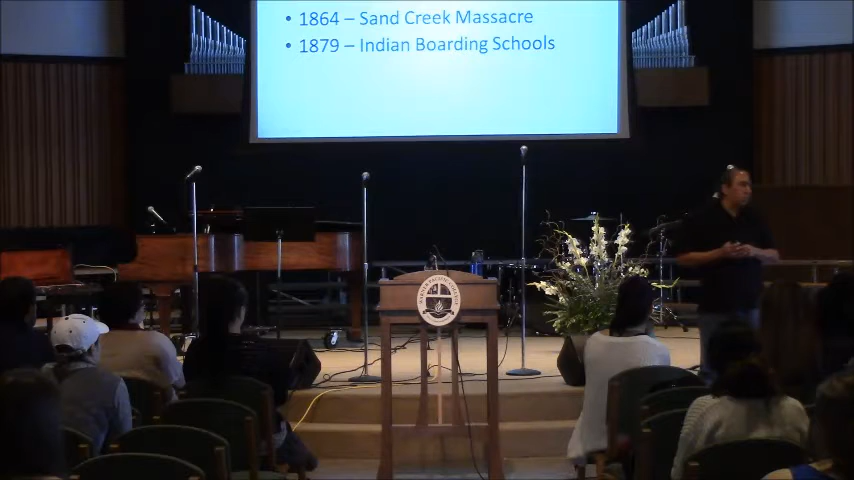 • 1864 – Sand Creek Massacre
• 1879 – Indian Boarding Schools